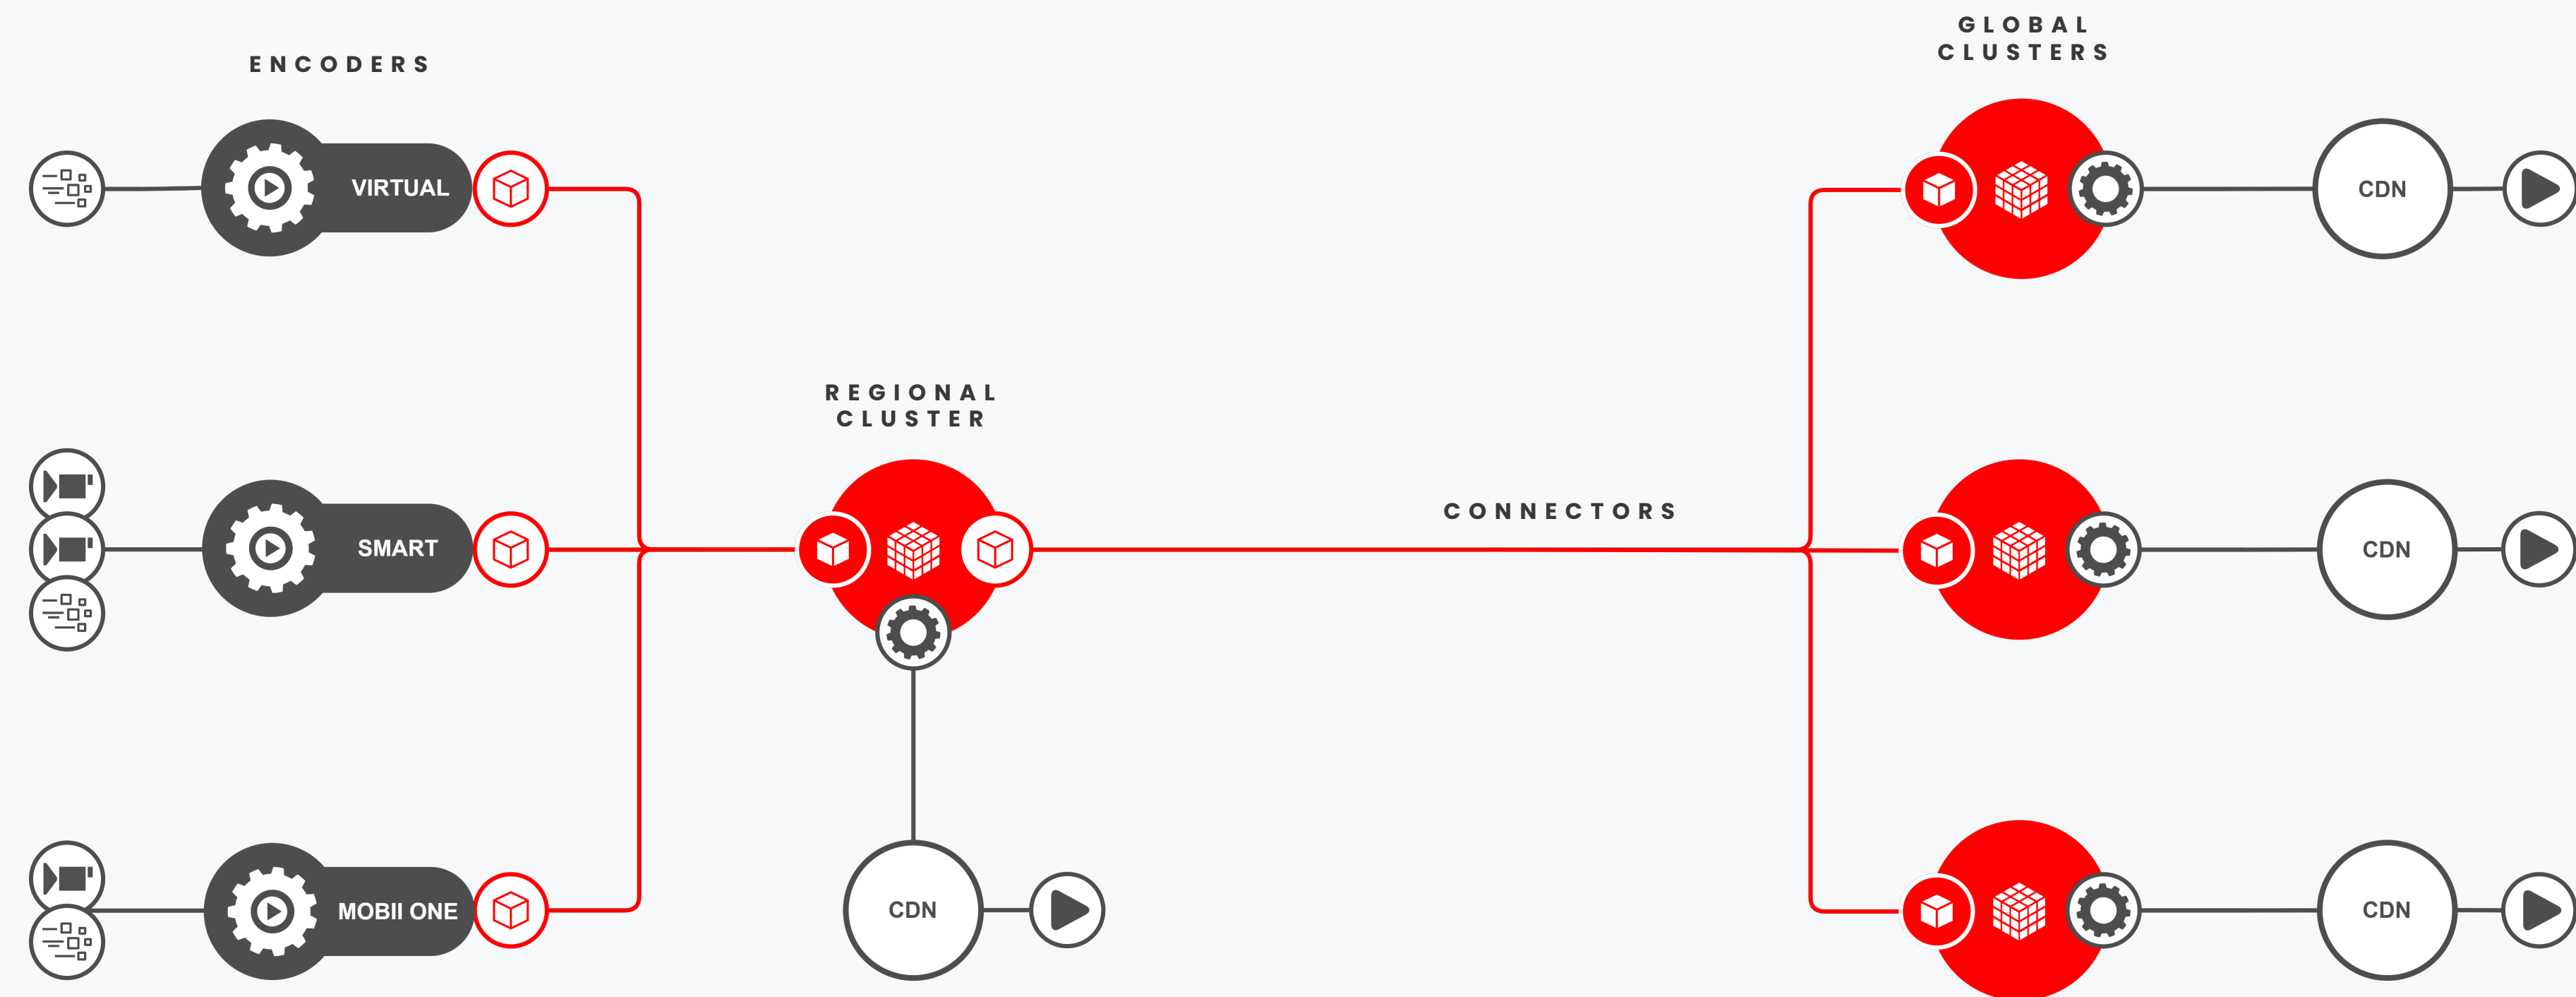 ENCODERS
GLOBAL
CLUSTERS
VIRTUAL
CDN
REGIONAL
CLUSTER
CONNECTORS
SMART
CDN
MOBII ONE
CDN
CDN